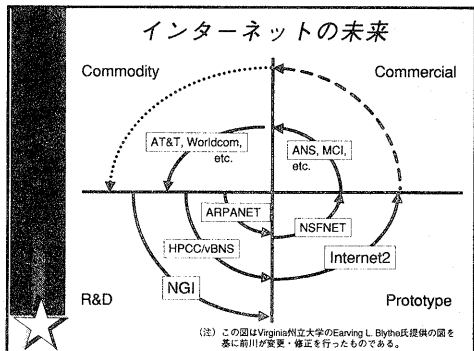 インターネットの未来
Commodity
Commercial
AT&T, Worldcom,
etc.
ANS, MCI,
etc.
ARPANET
NSFNET
HPCC/vBNS
Internet2
NGI
R&D
Prototype
(注) この図はVirginia州立大学のEarving L. Blythe氏提供の図を
基に前川が変更・修正を行ったものである。